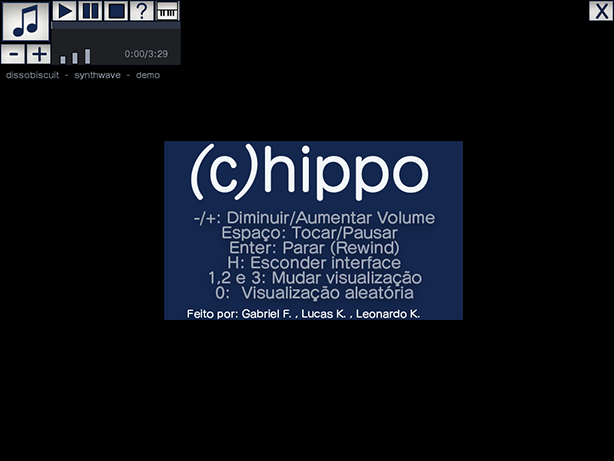 ?
X
- +
0:00/3:29
dissobiscuit - synthwave - demo
(c)hippo
-/+: Diminuir/Aumentar Volume
Espaço: Tocar/Pausar
Enter: Parar (Rewind)
H: Esconder interface
1,2 e 3: Mudar visualização
0: Visualização aleatória
Feito por: Gabriel F. , Lucas K. , Leonardo K.